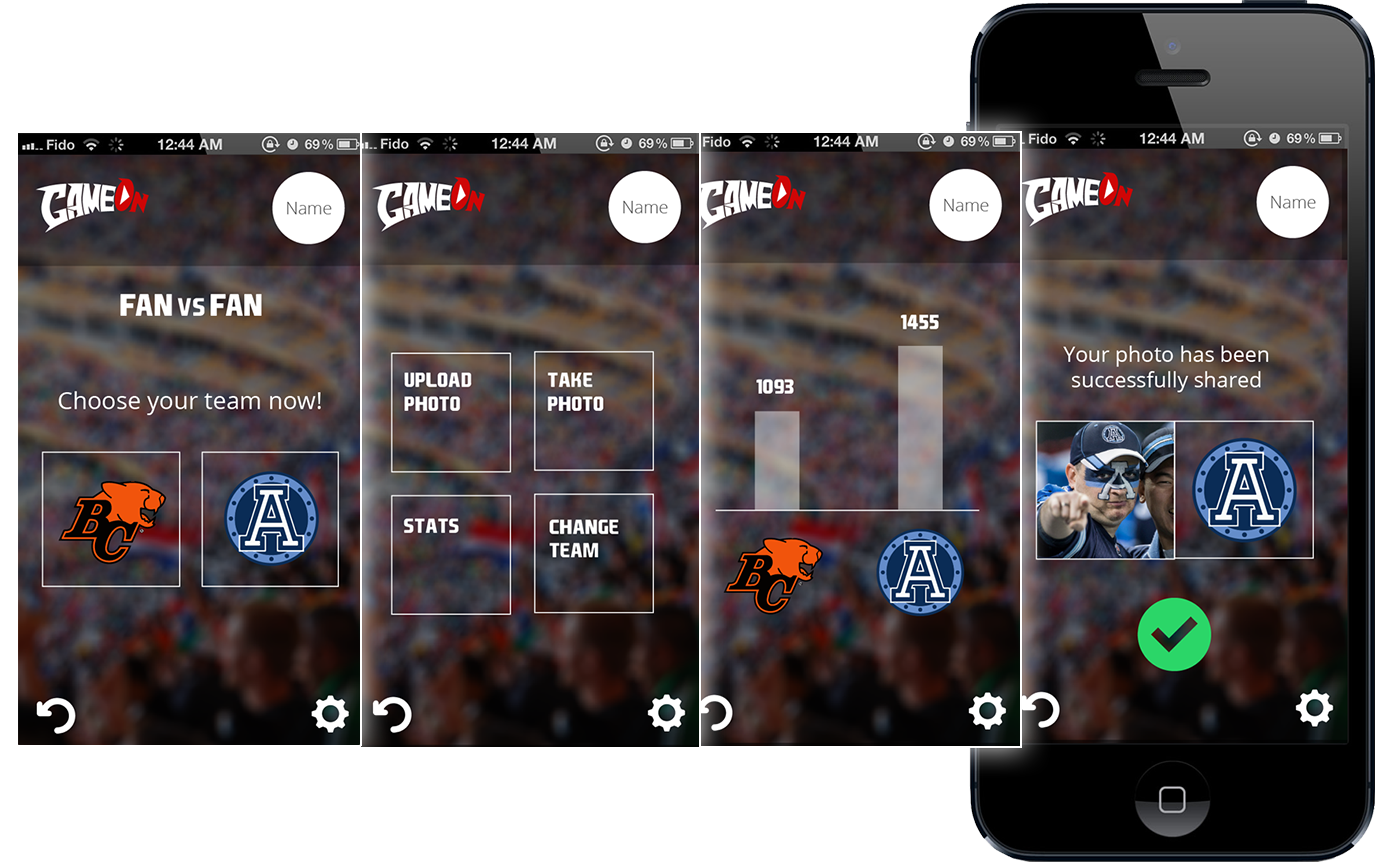 Fido 12:44 AM 69%
GAMEON
Name
FAN VS FAN
Choose your team now!
BC
A
Fido 12:44 AM 69%
GAMEON
Name
UPLOAD
PHOTO
TAKE
PHOTO
STATS
CHANGE
TEAM
Fido 12:44 AM 69%
GAMEON
Name
1455
1093
BC
A
Fido 12:44 AM 69%
GAMEON
Name
Your photo has been
successfully shared
A
A
A